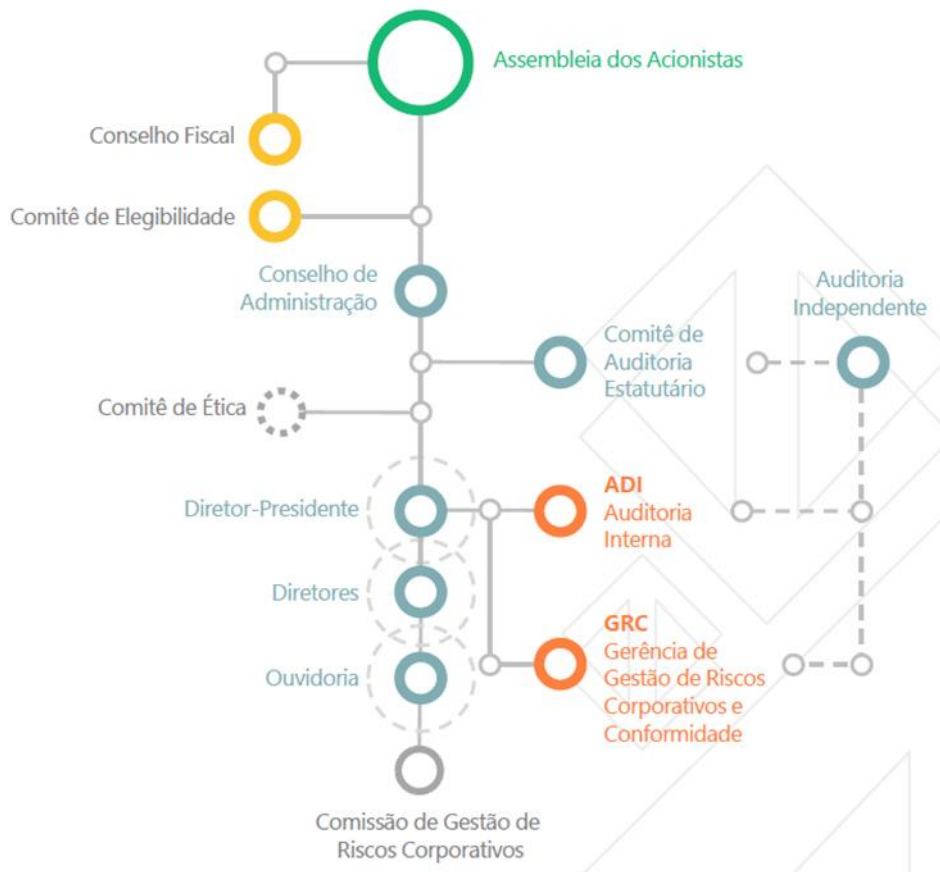 Assembleia dos Acionistas
Conselho Fiscal
Comitê de Elegibilidade
Conselho de
Administração
Auditoria
Independente
Comitê de
Auditoria
Estatutário
Comitê de Ética
Diretor-Presidente
ADI
Auditoria
Interna
Diretores
GRC
Gerência de
Gestão de Riscos
Corporativos e
Conformidade
Ouvidoria
Comissão de Gestão de
Riscos Corporativos